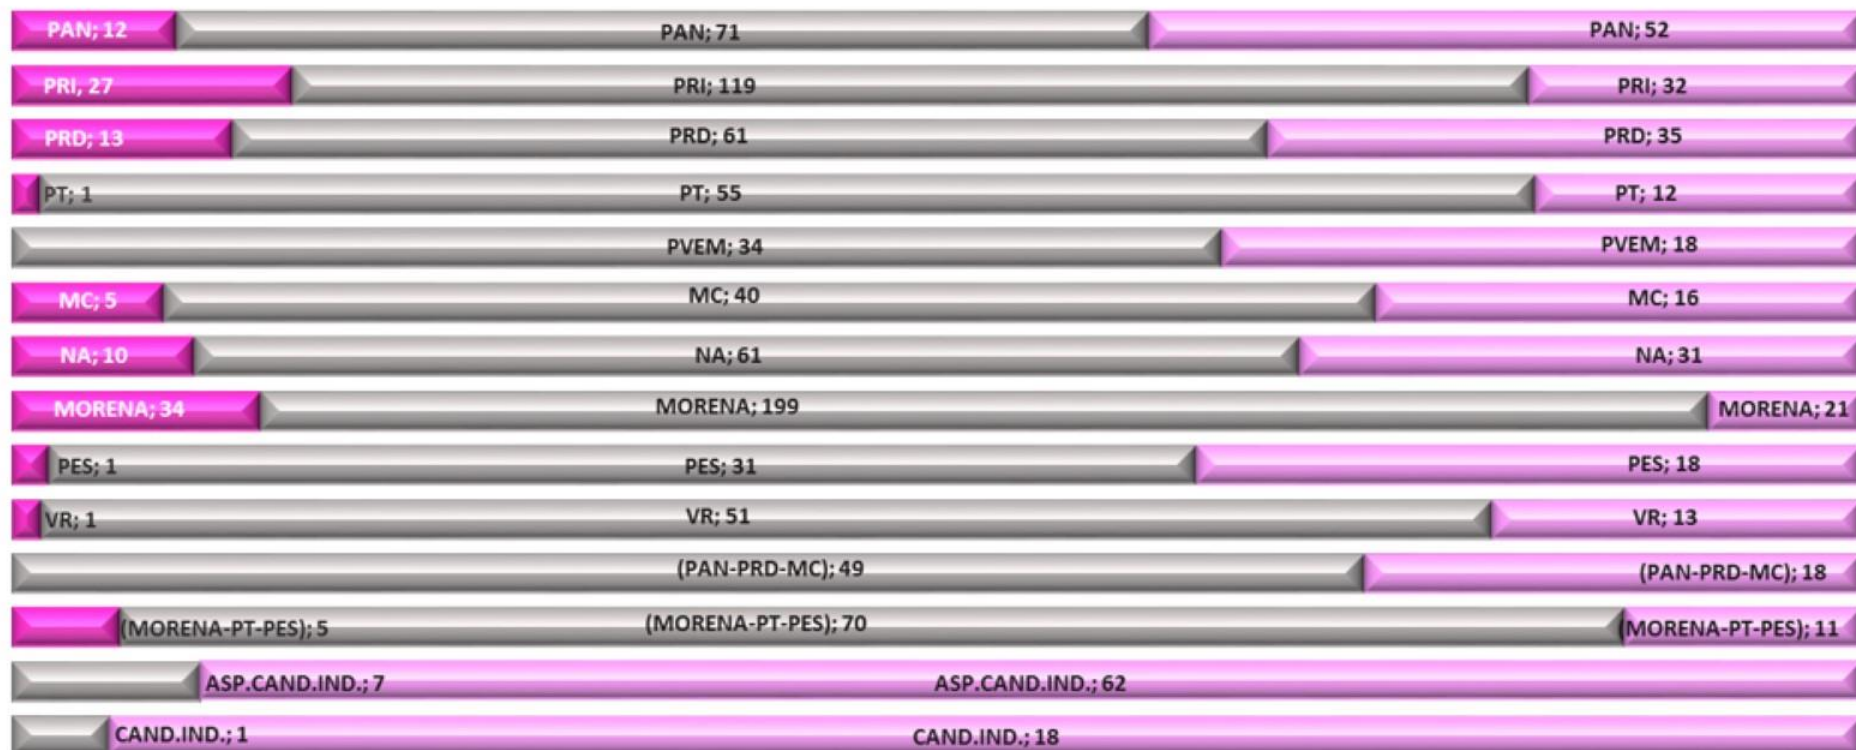 PAN; 12 PAN; 71 PAN; 52
PRI, 27 PRI; 119 PRI; 32
PRD; 13 PRD; 61 PRD; 35
PT; 1 PT; 55 PT; 12
PVEM; 34 PVEM; 18
MC; 5 MC; 40 MC; 16
NA; 10 NA; 61 NA; 31
MORENA; 34 MORENA; 199 MORENA; 21
PES; 1 PES; 31 PES; 18
VR; 1 VR; 51 VR; 13
(PAN-PRD-MC); 49 (PAN-PRD-MC); 18
(MORENA-PT-PES); 5 (MORENA-PT-PES); 70 (MORENA-PT-PES); 11
ASP.CAND.IND.; 7 ASP.CAND.IND.; 62
CAND.IND.; 1 CAND.IND.; 18